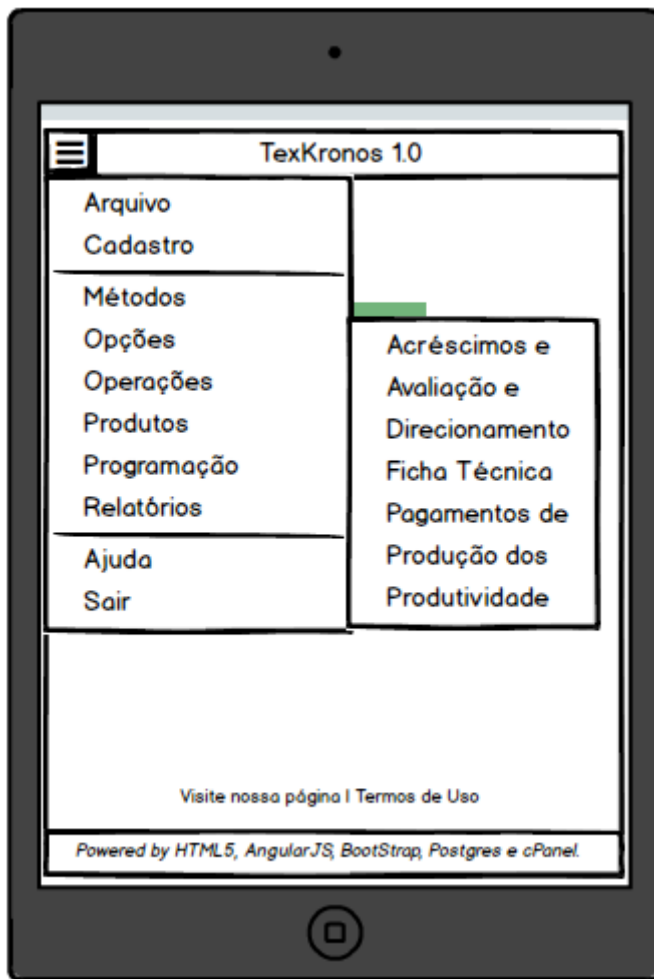 TexKronos 1.0
Arquivo
Cadastro
Métodos
Opções
Operações
Produtos
Programação
Relatórios
Ajuda
Sair
Acréscimos e
Avaliação e
Direcionamento
Ficha Técnica
Pagamentos de
Produção dos
Produtividade
Visite nossa página | Termos de Uso
Powered by HTML5, AngularJS, BootStrap, Postgres e cPanel.